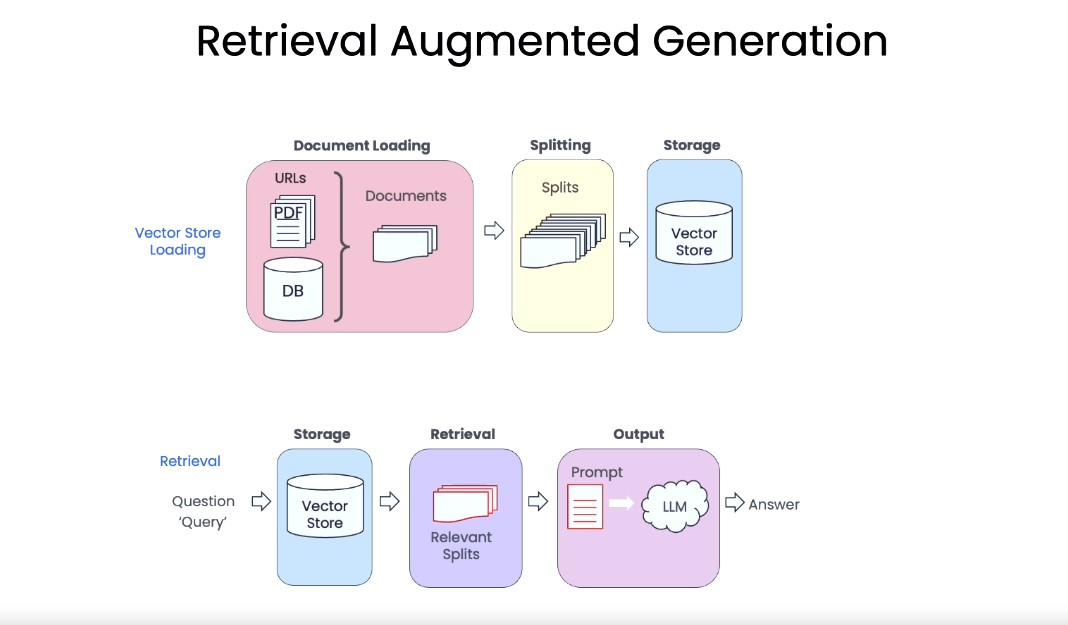 Retrieval Augmented Generation
Document Loading
Splitting
Storage
URLs
PDF
DB
Documents
Splits
Vector
Store
Vector Store
Loading
Storage
Retrieval
Output
Retrieval
Question
‘Query’
Vector
Store
Relevant
Splits
Prompt
LLM
Answer